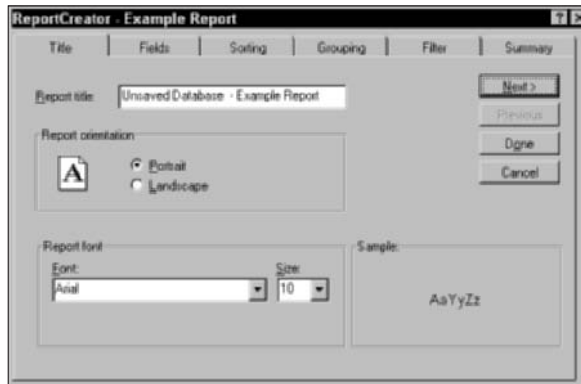 ReportCreator - Example Report
Title Fields Sorting Grouping Filter Summary
Report title: Unsaved Database - Example Report
Next >
Previous
Report orientation
Done
A
Portrait
Cancel
Landscape
Report font
Sample:
Font: Size:
Arial 10
AaYyZz